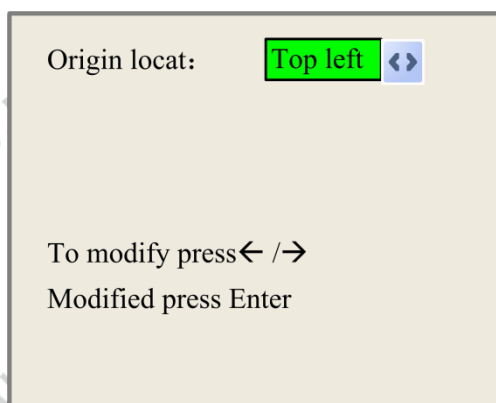 Origin locat： Top left
To modify press← /→
Modified press Enter